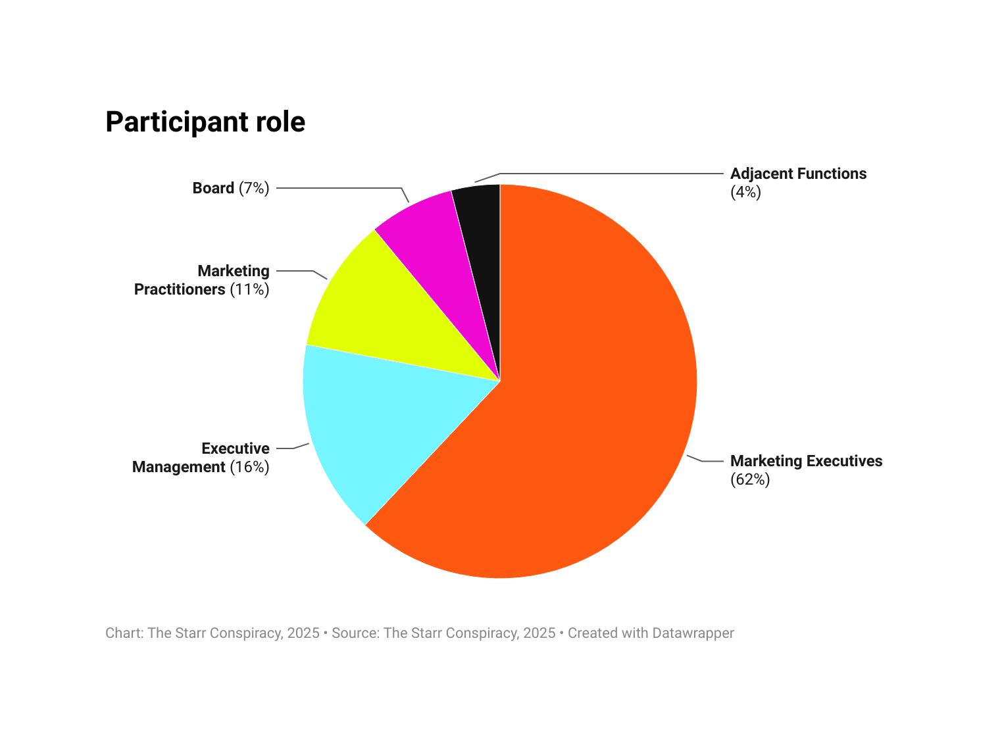 Participant role
Adjacent Functions
(4%)
Board (7%)
Marketing
Practitioners (11%)
Executive
Management (16%)
Marketing Executives
(62%)
Chart: The Starr Conspiracy, 2025 • Source: The Starr Conspiracy, 2025 • Created with Datawrapper